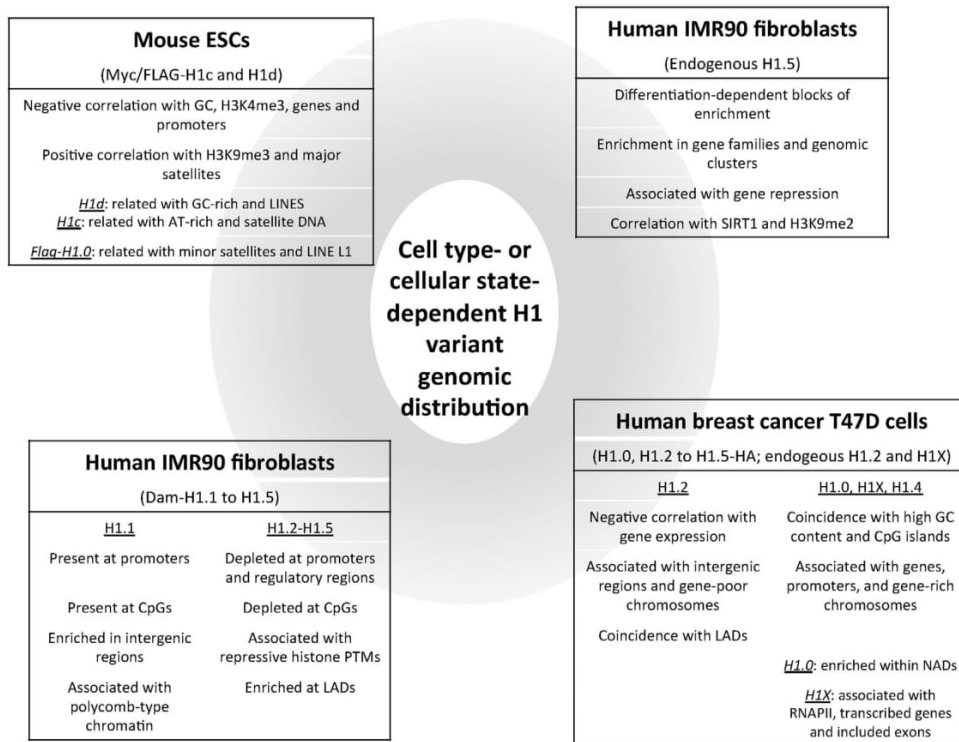 Mouse ESCs
(Myc/FLAG-H1c and H1d)
Negative correlation with GC, H3K4me3, genes and
promoters
Positive correlation with H3K9me3 and major
satellites
H1d: related with GC-rich and LINES
H1c: related with AT-rich and satellite DNA
Flag-H1.0: related with minor satellites and LINE L1
Human IMR90 fibroblasts
(Endogenous H1.5)
Differentiation-dependent blocks of
enrichment
Enrichment in gene families and genomic
clusters
Associated with gene repression
Correlation with SIRT1 and H3K9me2
Cell type- or
cellular state-
dependent H1
variant
genomic
distribution
Human IMR90 fibroblasts
(Dam-H1.1 to H1.5)
H1.1
Present at promoters
Present at CpGs
Enriched in intergenic
regions
Associated with
polycomb-type
chromatin
H1.2-H1.5
Depleted at promoters
and regulatory regions
Depleted at CpGs
Associated with
repressive histone PTMs
Enriched at LADs
Human breast cancer T47D cells
(H1.0, H1.2 to H1.5-HA; endogeous H1.2 and H1X)
H1.2
Negative correlation with
gene expression
Associated with intergenic
regions and gene-poor
chromosomes
Coincidence with LADs
H1.0, H1X, H1.4
Coincidence with high GC
content and CpG islands
Associated with genes,
promoters, and gene-rich
chromosomes
H1.0: enriched within NADs
H1X: associated with
RNAPII, transcribed genes
and included exons